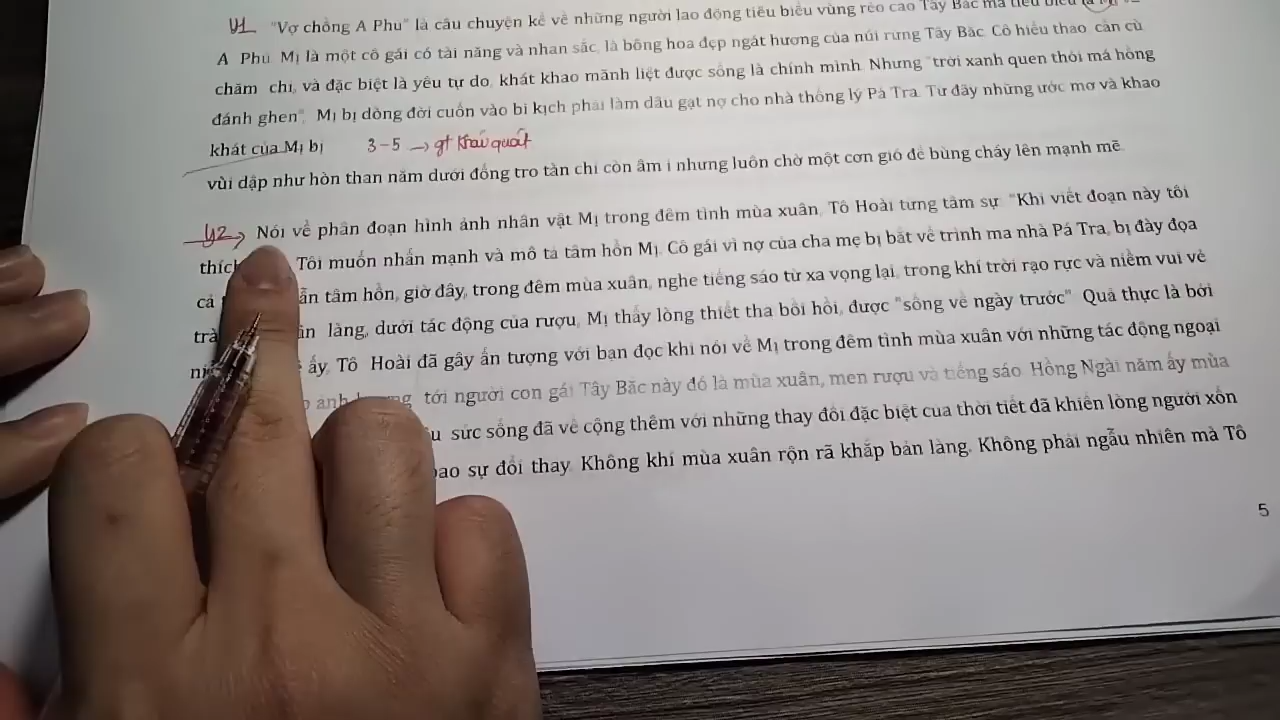 ý1 "Vợ chồng A Phủ" là câu chuyện kể về những người lao động tiêu biểu vùng rẻo cao Tây Bắc mà tiêu biểu là Mị
A Phủ. Mị là một cô gái có tài năng và nhan sắc, là bông hoa đẹp ngát hương của núi rừng Tây Bắc. Cô hiếu thảo, cần cù
chăm chỉ, và đặc biệt là yêu tự do, khát khao mãnh liệt được sống là chính mình. Nhưng "trời xanh quen thói má hồng
đánh ghen", Mị bị dòng đời cuốn vào bi kịch phải làm dâu gạt nợ cho nhà thống lý Pá Tra. Từ đây những ước mơ và khao
khát của Mị bị 3-5 → gt khái quát
vùi dập như hòn than nằm dưới đống tro tàn chỉ còn âm ỉ nhưng luôn chờ một cơn gió để bùng cháy lên mạnh mẽ.
ý2 → Nói về phân đoạn hình ảnh nhân vật Mị trong đêm tình mùa xuân, Tô Hoài từng tâm sự: "Khi viết đoạn này tôi
Tôi muốn nhấn mạnh và mô tả tâm hồn Mị. Cô gái vì nợ của cha mẹ bị bắt về trình ma nhà Pá Tra, bị đày đọa
cả lẫn tâm hồn, giờ đây, trong đêm mùa xuân, nghe tiếng sáo từ xa vọng lại, trong khí trời rạo rực và niềm vui về
làng, dưới tác động của rượu, Mị thấy lòng thiết tha bồi hồi, được "sống về ngày trước". Quả thực là bởi
ấy, Tô Hoài đã gây ấn tượng với bạn đọc khi nói về Mị trong đêm tình mùa xuân với những tác động ngoại
tới người con gái Tây Bắc này đó là mùa xuân, men rượu và tiếng sáo. Hồng Ngài năm ấy mùa
sức sống đã về cộng thêm với những thay đổi đặc biệt của thời tiết đã khiến lòng người xốn
bao sự đổi thay. Không khí mùa xuân rộn rã khắp bản làng. Không phải ngẫu nhiên mà Tô
5